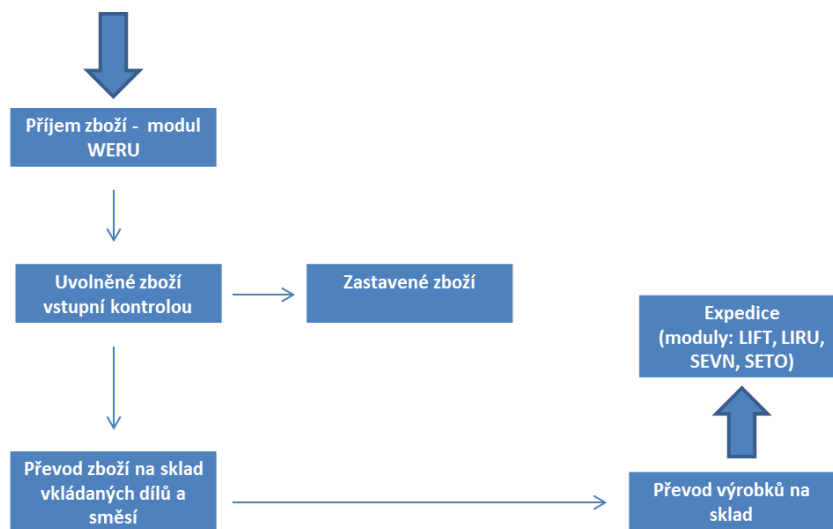 Příjem zboží -  modul
WERU
Uvolněné zboží
vstupní kontrolou
Zastavené zboží
Expedice
(moduly: LIFT, LIRU,
SEVN, SETO)
Převod zboží na sklad
vkládaných dílů a
směsí
Převod výrobků na
sklad